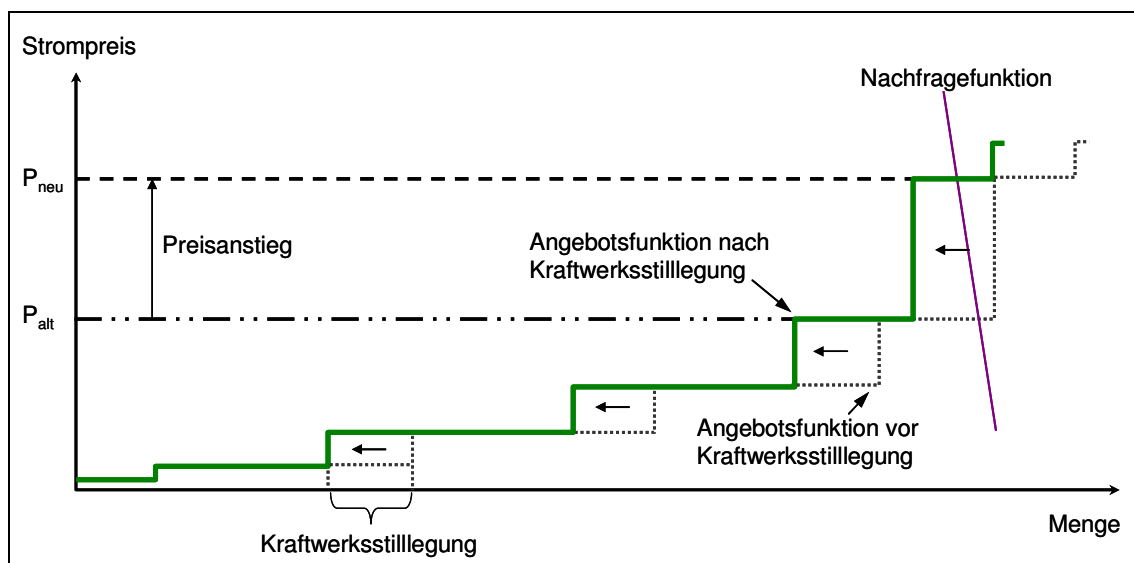 Strompreis
Nachfragefunktion
Pneu
Preisanstieg
Angebotsfunktion nach
Kraftwerksstilllegung
Palt
Angebotsfunktion vor
Kraftwerksstilllegung
Menge
Kraftwerksstilllegung